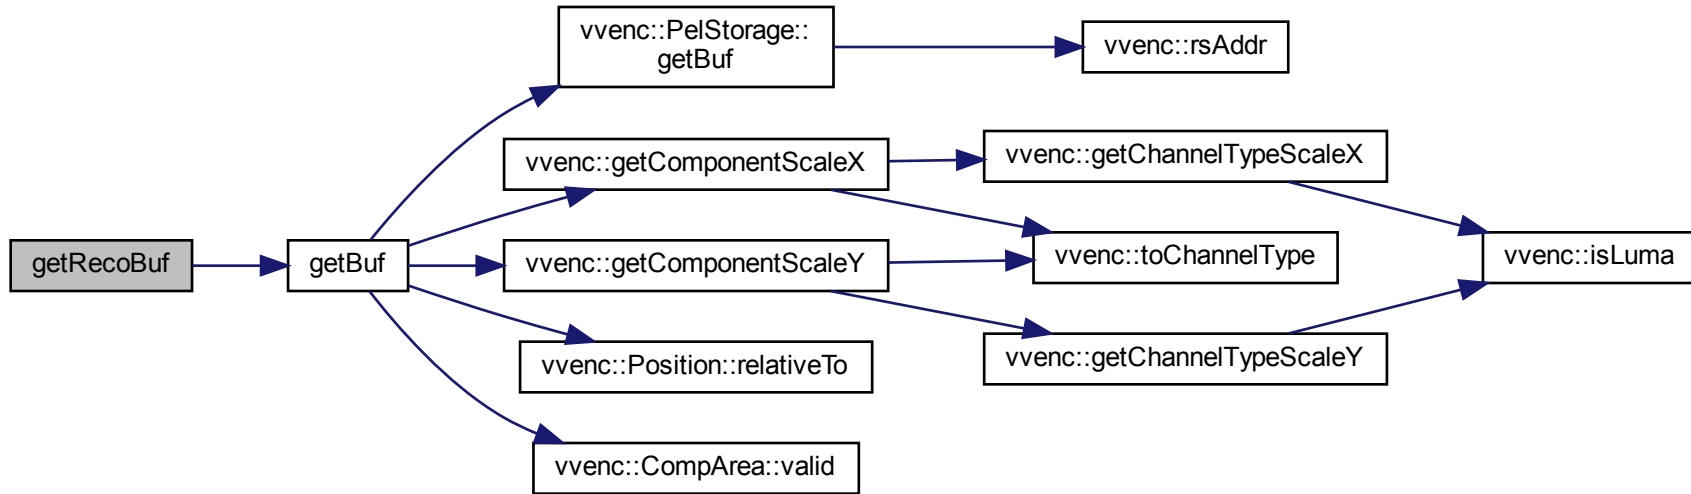 getRecoBuf
getBuf
vvenc::PelStorage::
getBuf
vvenc::getComponentScaleX
vvenc::getComponentScaleY
vvenc::Position::relativeTo
vvenc::CompArea::valid
vvenc::rsAddr
vvenc::getChannelTypeScaleX
vvenc::toChannelType
vvenc::getChannelTypeScaleY
vvenc::isLuma